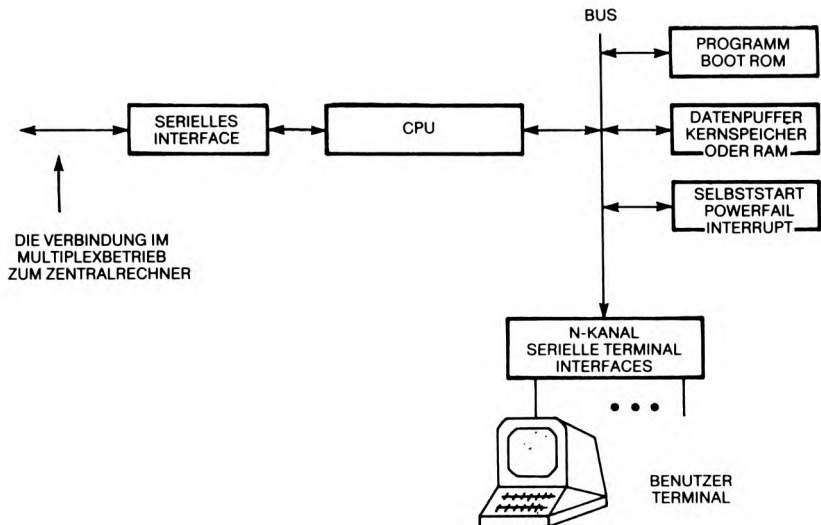 BUS
PROGRAMM
BOOT ROM
SERIELLES
INTERFACE
CPU
DATENPUFFER
KERNSPEICHER
ODER RAM
SELBSTSTART
POWERFAIL
INTERRUPT
DIE VERBINDUNG IM
MULTIPLEXBETRIEB
ZUM ZENTRALRECHNER
N-KANAL
SERIELLE TERMINAL
INTERFACES
BENUTZER
TERMINAL